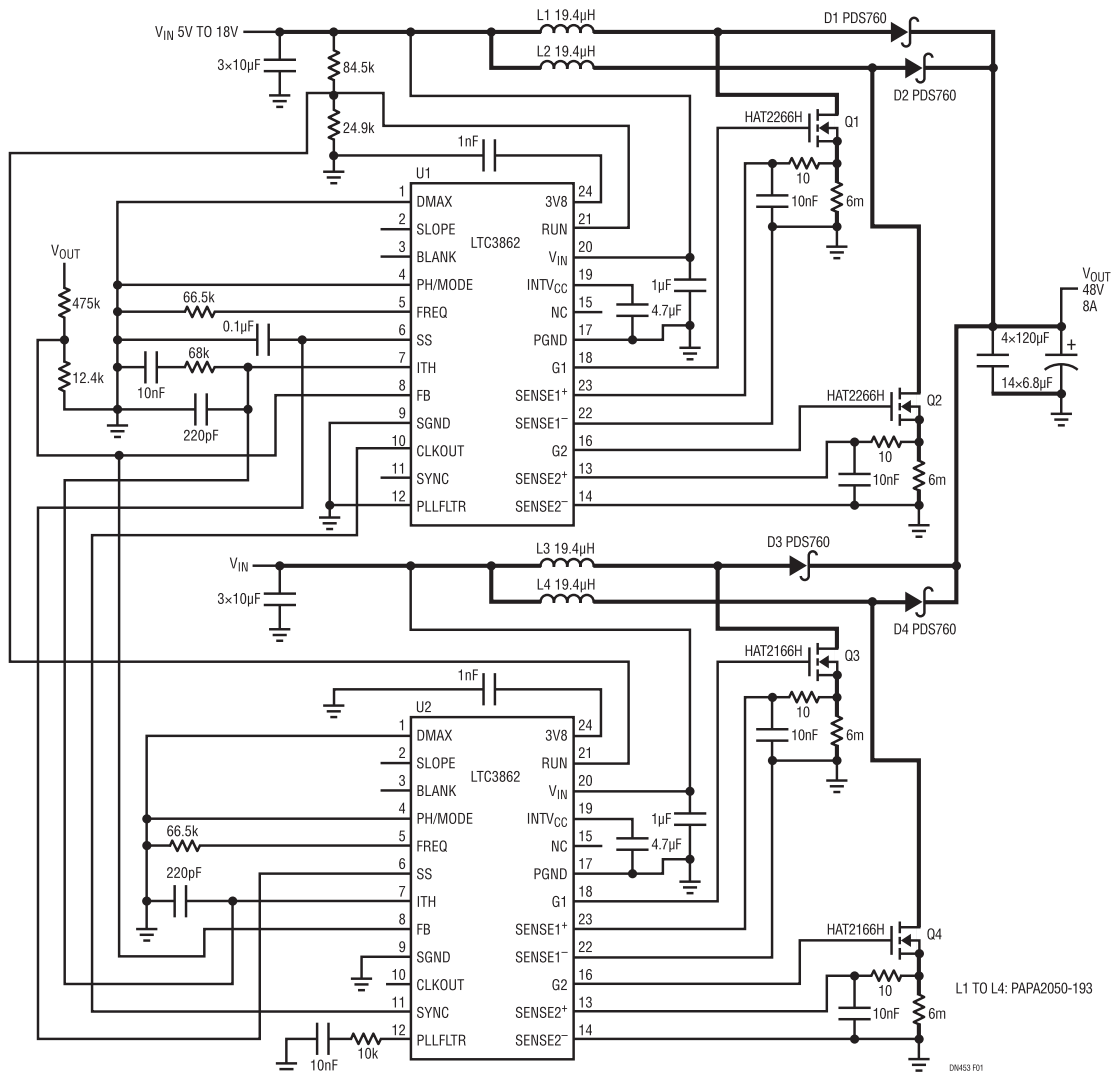 VIN 5V TO 18V
3×10µF
84.5k
24.9k
L1 19.4µH
L2 19.4µH
D1 PDS760
D2 PDS760
HAT2266H
Q1
10
10nF
6m
1nF
U1
LTC3862
1 DMAX
2 SLOPE
3 BLANK
4 PH/MODE
5 FREQ
6 SS
7 ITH
8 FB
9 SGND
10 CLKOUT
11 SYNC
12 PLLFLTR
3V8 24
RUN 21
VIN 20
INTVCC 19
NC 15
PGND 17
G1 18
SENSE1+ 23
SENSE1– 22
G2 16
SENSE2+ 13
SENSE2– 14
VOUT
475k
12.4k
66.5k
0.1µF
68k
10nF
220pF
1µF
4.7µF
HAT2266H
Q2
10
10nF
6m
VOUT
48V
8A
4×120µF
+
14×6.8µF
VIN
3×10µF
L3 19.4µH
L4 19.4µH
D3 PDS760
D4 PDS760
HAT2166H
Q3
10
10nF
6m
1nF
U2
LTC3862
1 DMAX
2 SLOPE
3 BLANK
4 PH/MODE
5 FREQ
6 SS
7 ITH
8 FB
9 SGND
10 CLKOUT
11 SYNC
12 PLLFLTR
3V8 24
RUN 21
VIN 20
INTVCC 19
NC 15
PGND 17
G1 18
SENSE1+ 23
SENSE1– 22
G2 16
SENSE2+ 13
SENSE2– 14
66.5k
220pF
10nF
10k
1µF
4.7µF
HAT2166H
Q4
10
10nF
6m
L1 TO L4: PAPA2050-193
DN453 F01